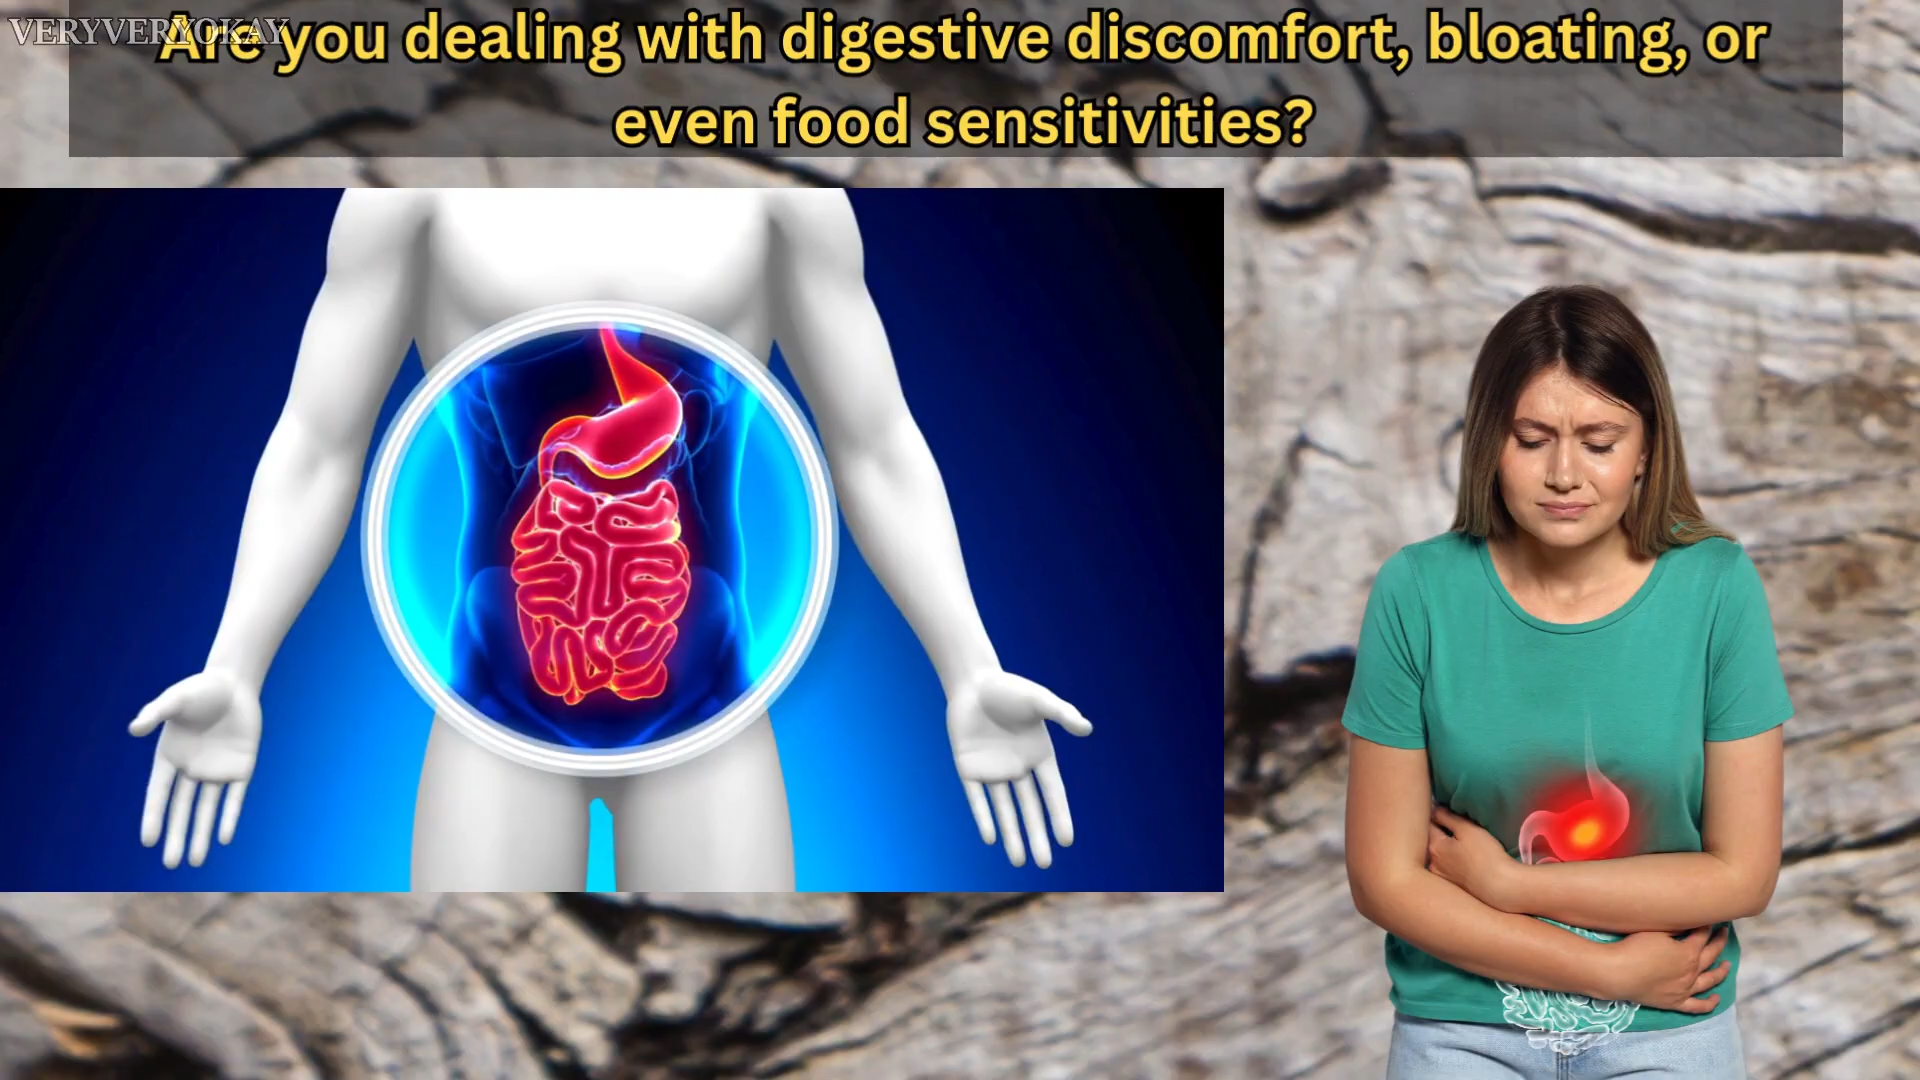 VERYVERYOKAY
Are you dealing with digestive discomfort, bloating, or
even food sensitivities?